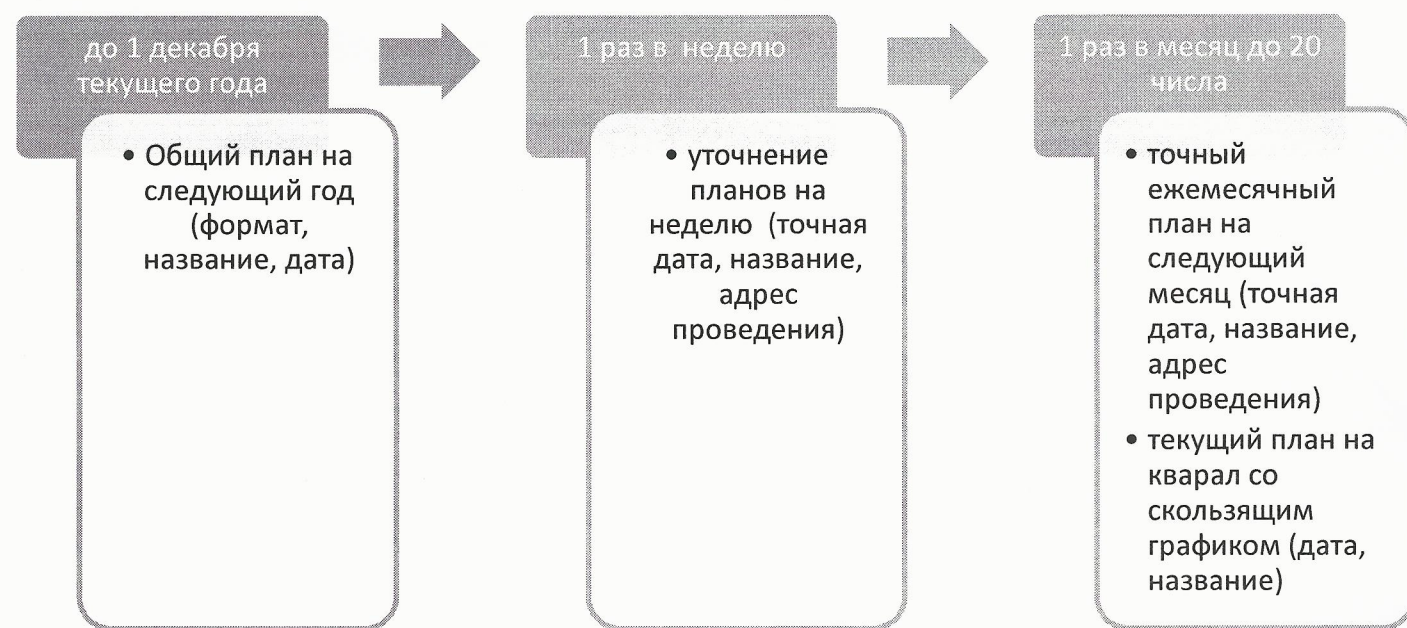 до 1 декабря
текущего года
• Общий план на
следующий год
(формат,
название, дата)
1 раз в неделю
• уточнение
планов на
неделю (точная
дата, название,
адрес
проведения)
1 раз в месяц до 20
числа
• точный
ежемесячный
план на
следующий
месяц (точная
дата, название,
адрес
проведения)
• текущий план на
кварал со
скользящим
графиком (дата,
название)